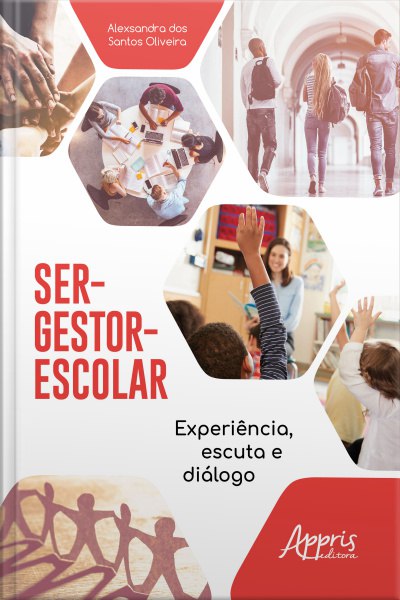 Alexsandra dos
Santos Oliveira
SER-
GESTOR-
ESCOLAR
Experiência,
escuta e
diálogo
Appris
editora